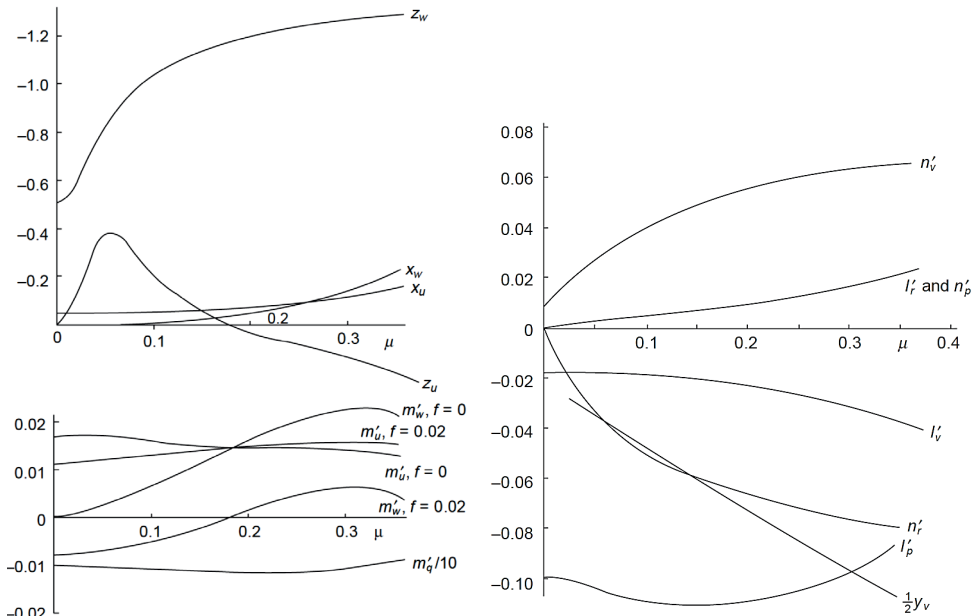 –1.2
–1.0
–0.8
–0.6
–0.4
–0.2
z_w
x_w
x_u
0
0.1
0.2
0.3
μ
z_u
0.02
0.01
0
–0.01
–0.02
m′_w, f = 0
m′_u, f = 0.02
m′_u, f = 0
m′_w, f = 0.02
0.1
0.2
0.3
μ
m′_q/10
0.08
0.06
0.04
0.02
0
–0.02
–0.04
–0.06
–0.08
–0.10
n′_v
l′_r and n′_p
0.1
0.2
0.3
μ
0.4
l′_v
n′_r
l′_p
½y_v